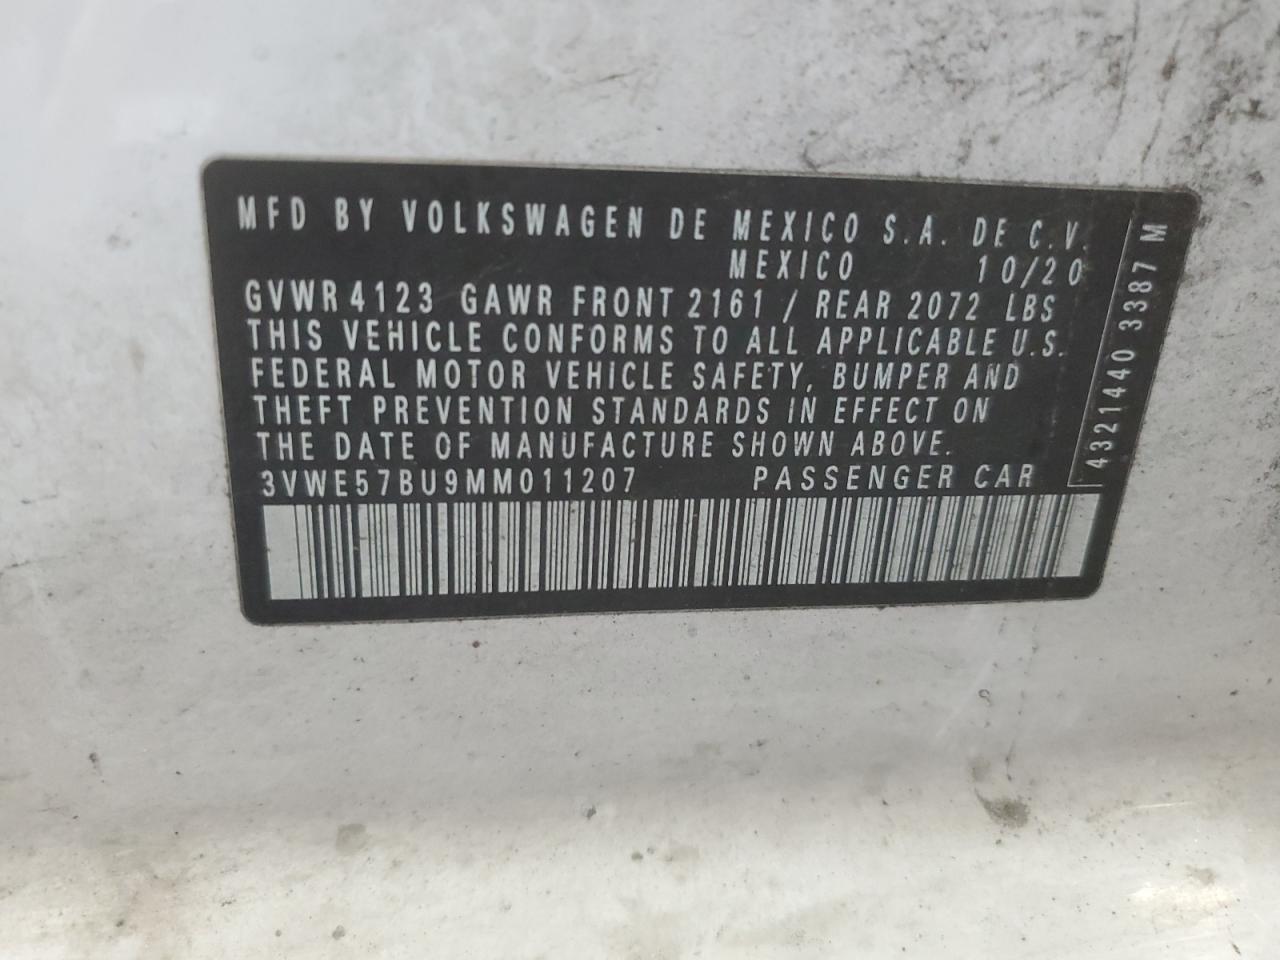 MFD BY VOLKSWAGEN DE MEXICO S.A. DE C.V.
MEXICO 10/20
GVWR 4123 GAWR FRONT 2161 / REAR 2072 LBS
THIS VEHICLE CONFORMS TO ALL APPLICABLE U.S.
FEDERAL MOTOR VEHICLE SAFETY, BUMPER AND
THEFT PREVENTION STANDARDS IN EFFECT ON
THE DATE OF MANUFACTURE SHOWN ABOVE.
3VWE57BU9MM011207 PASSENGER CAR
4321440 3387 M